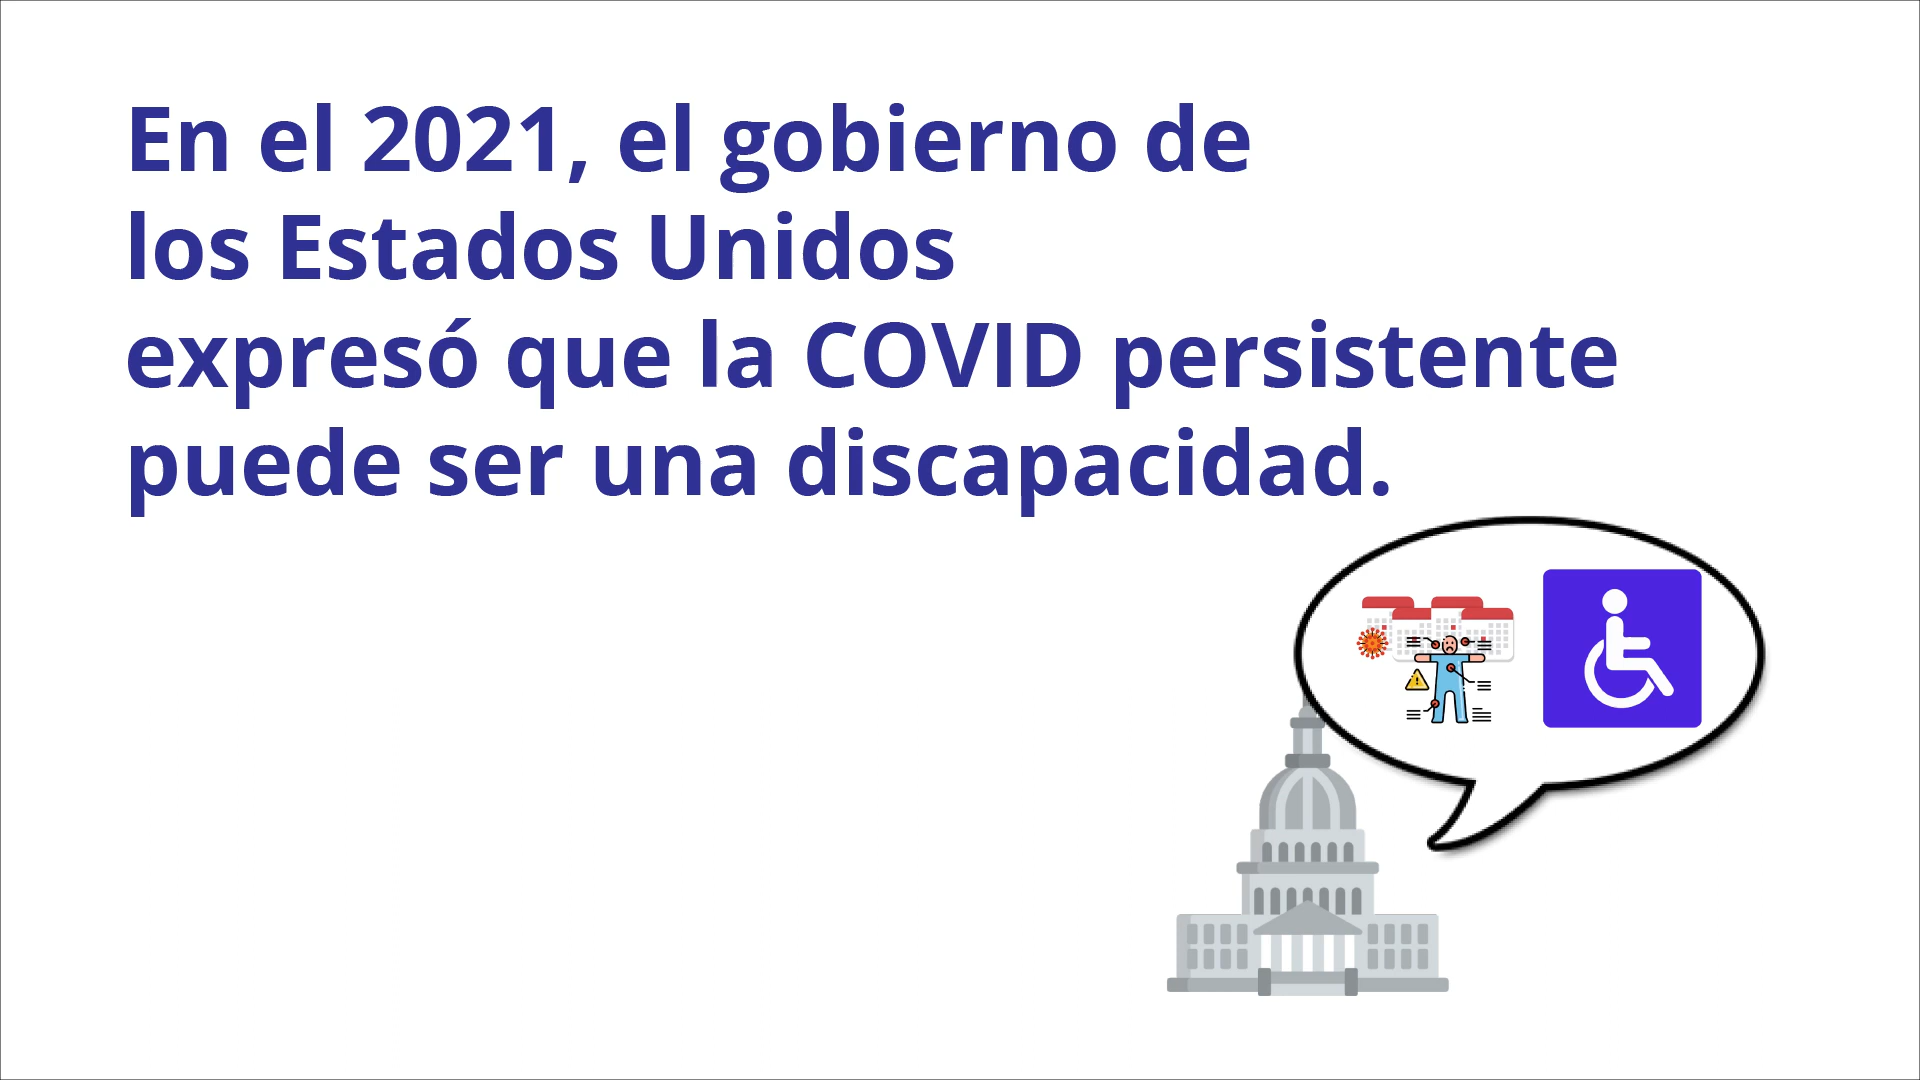 En el 2021, el gobierno de
los Estados Unidos
expresó que la COVID persistente
puede ser una discapacidad.